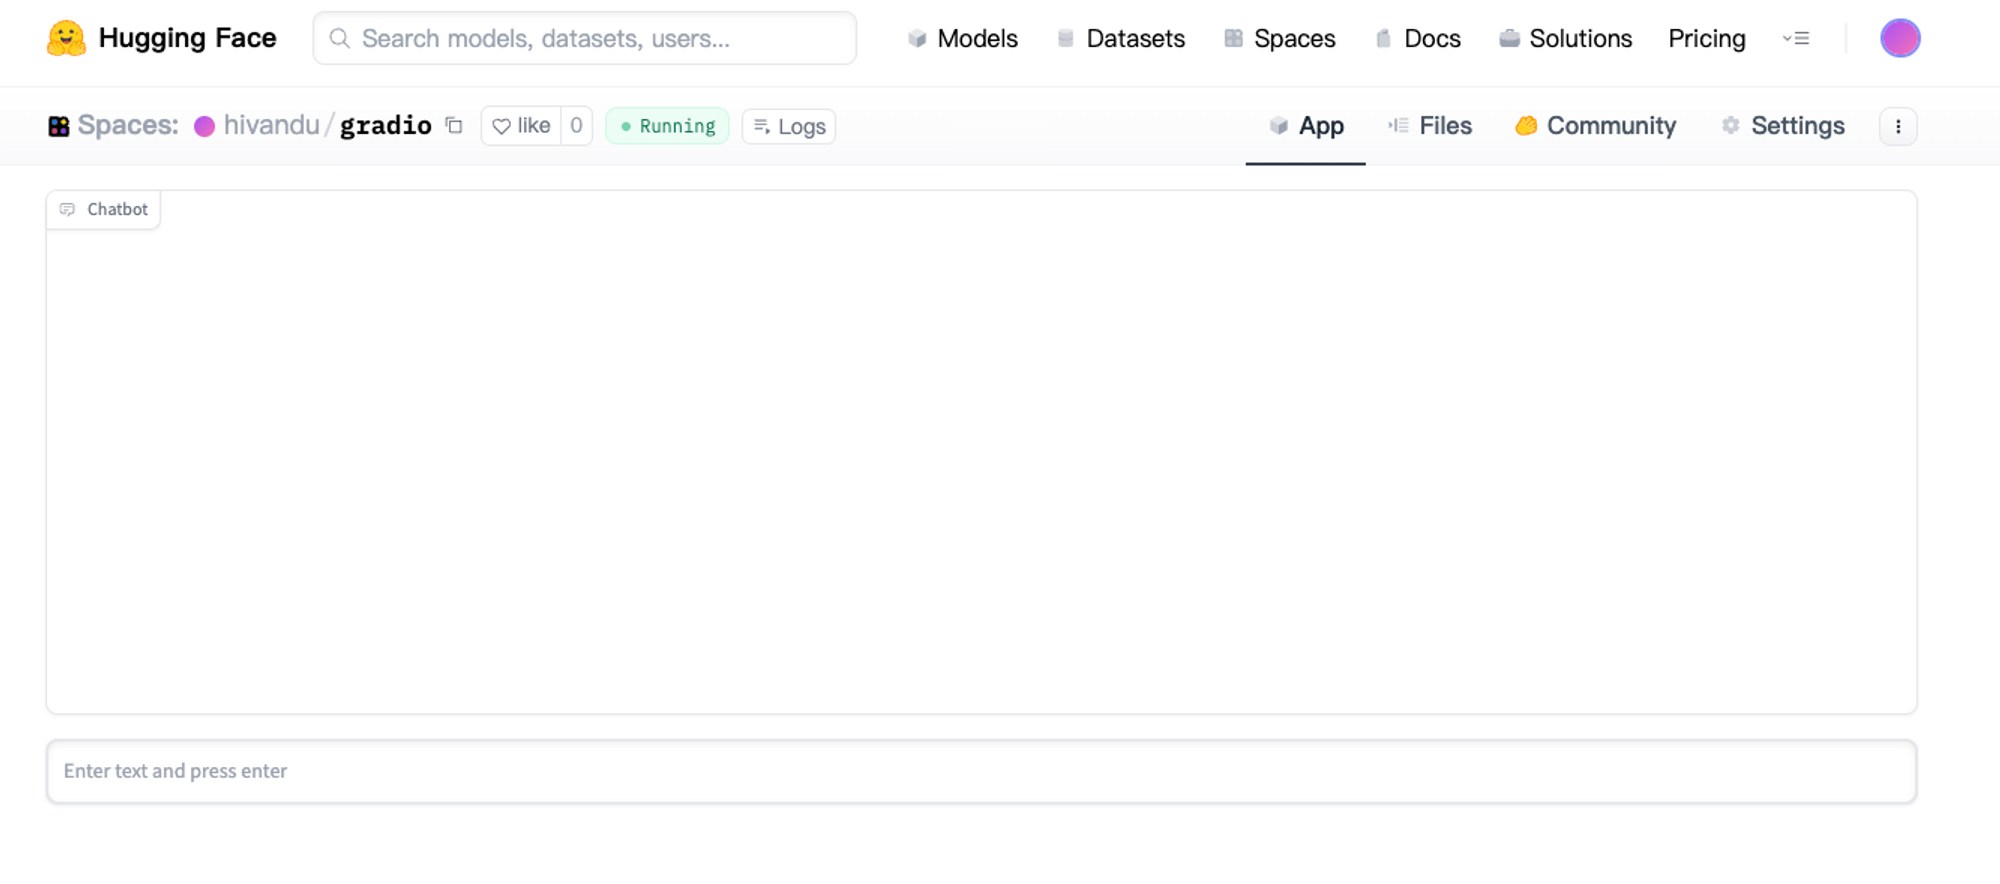 Hugging Face Search models, datasets, users... Models Datasets Spaces Docs Solutions Pricing
Spaces: hivandu/gradio like 0 Running Logs App Files Community Settings
Chatbot
Enter text and press enter